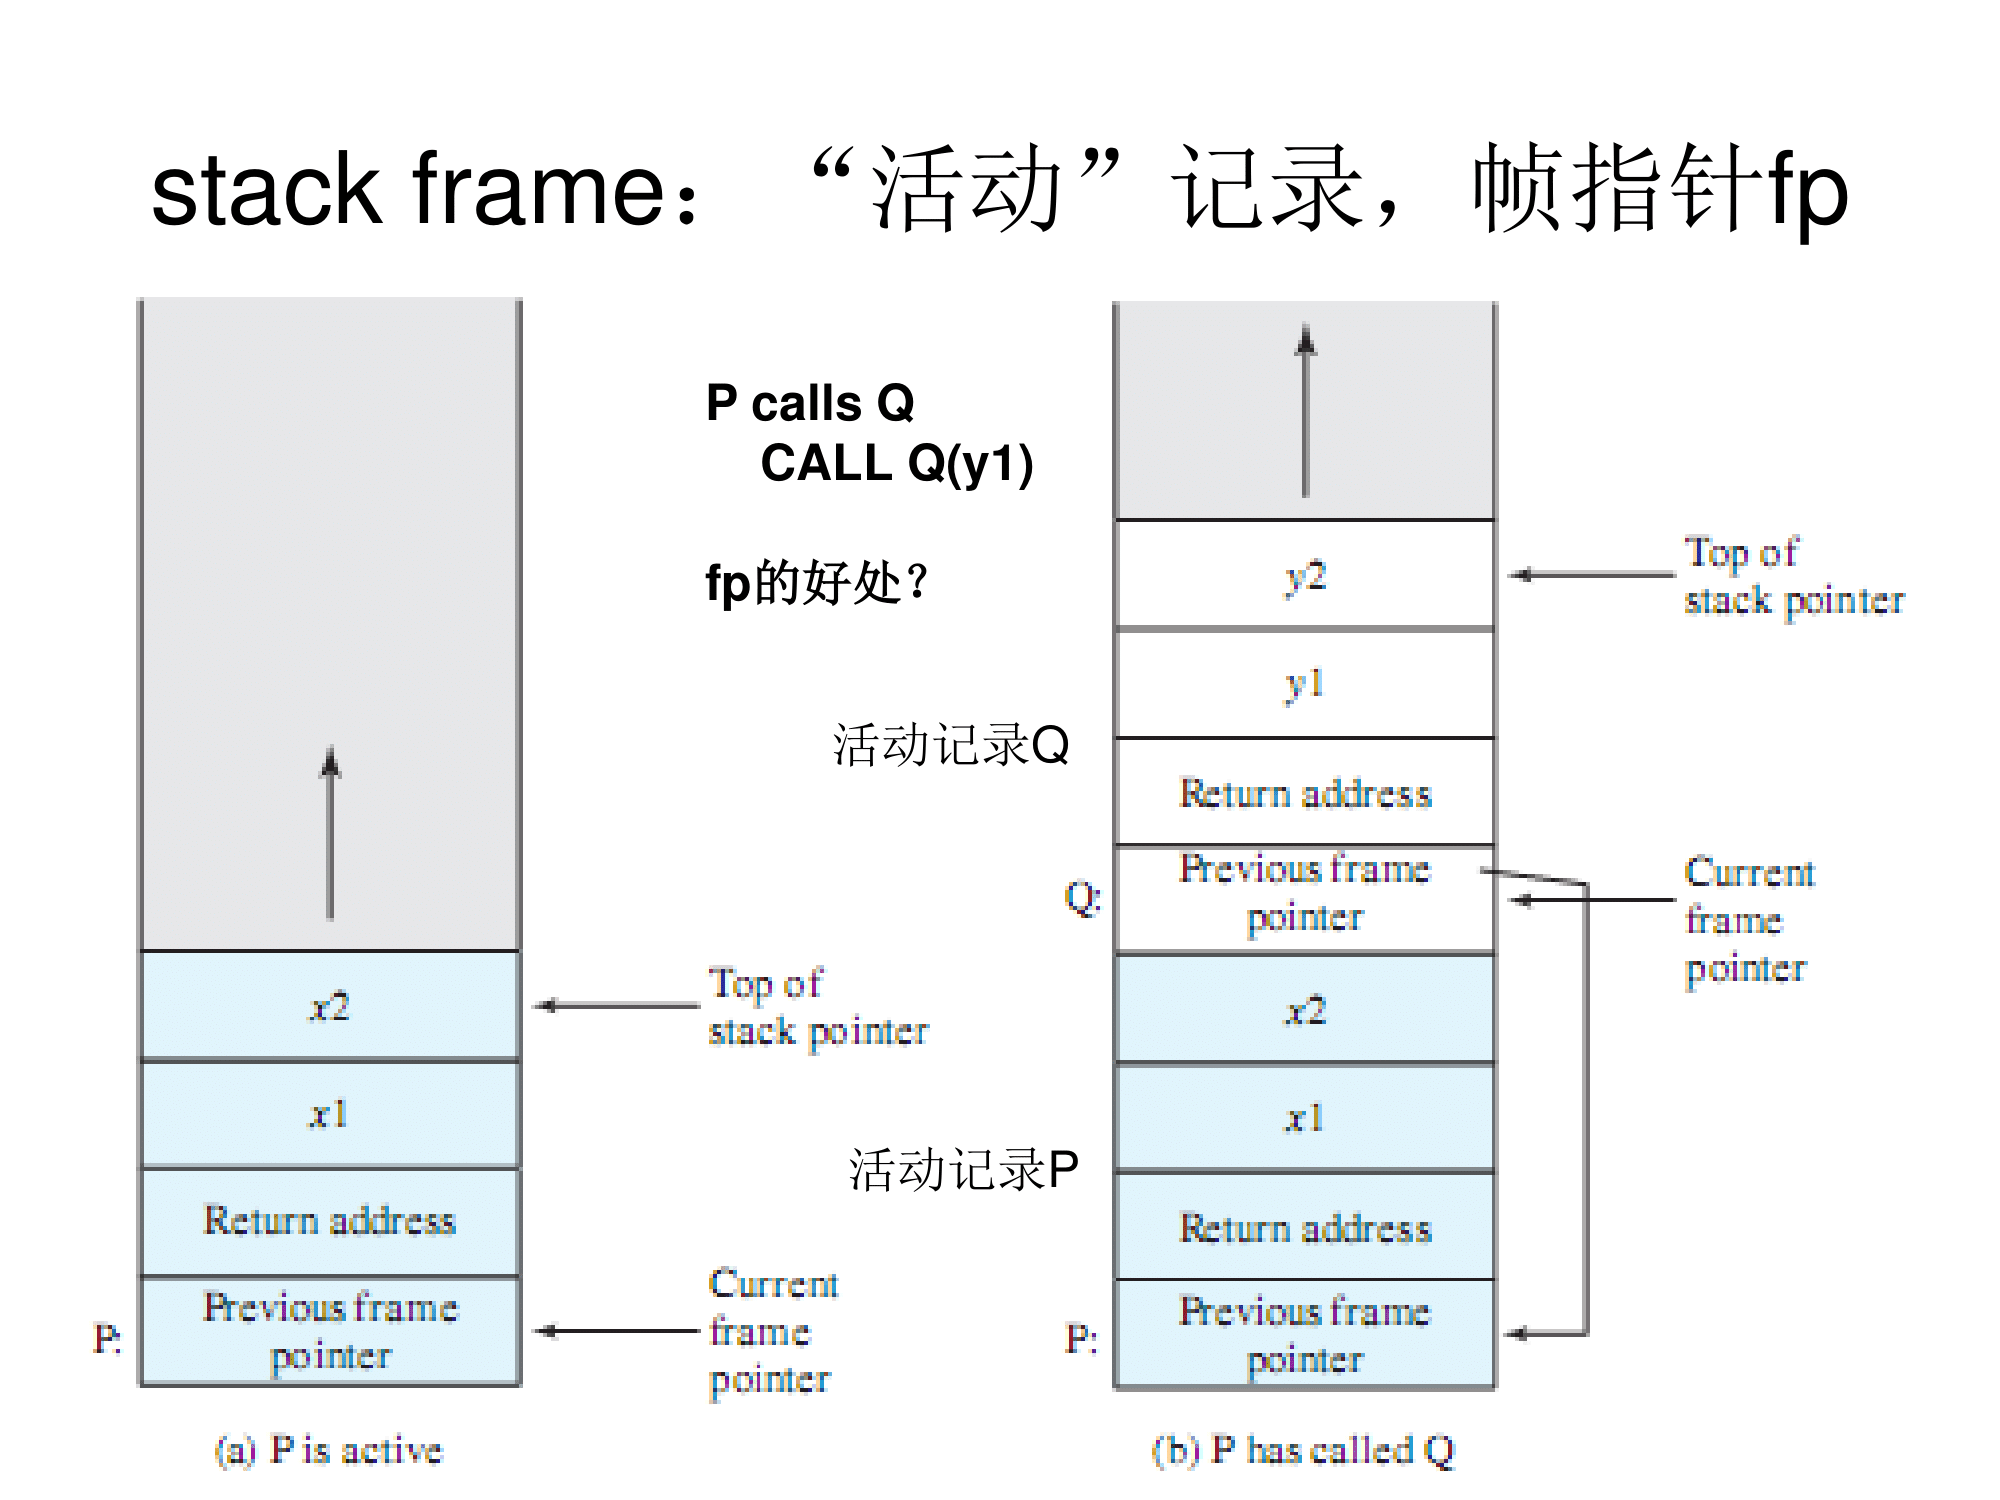 stack frame：“活动”记录，帧指针fp
P calls Q
CALL Q(y1)
fp的好处？
x2
x1
Return address
Previous frame
pointer
P:
Top of
stack pointer
Current
frame
pointer
(a) P is active
活动记录Q
活动记录P
y2
y1
Return address
Previous frame
pointer
Q:
x2
x1
Return address
Previous frame
pointer
P:
Top of
stack pointer
Current
frame
pointer
(b) P has called Q